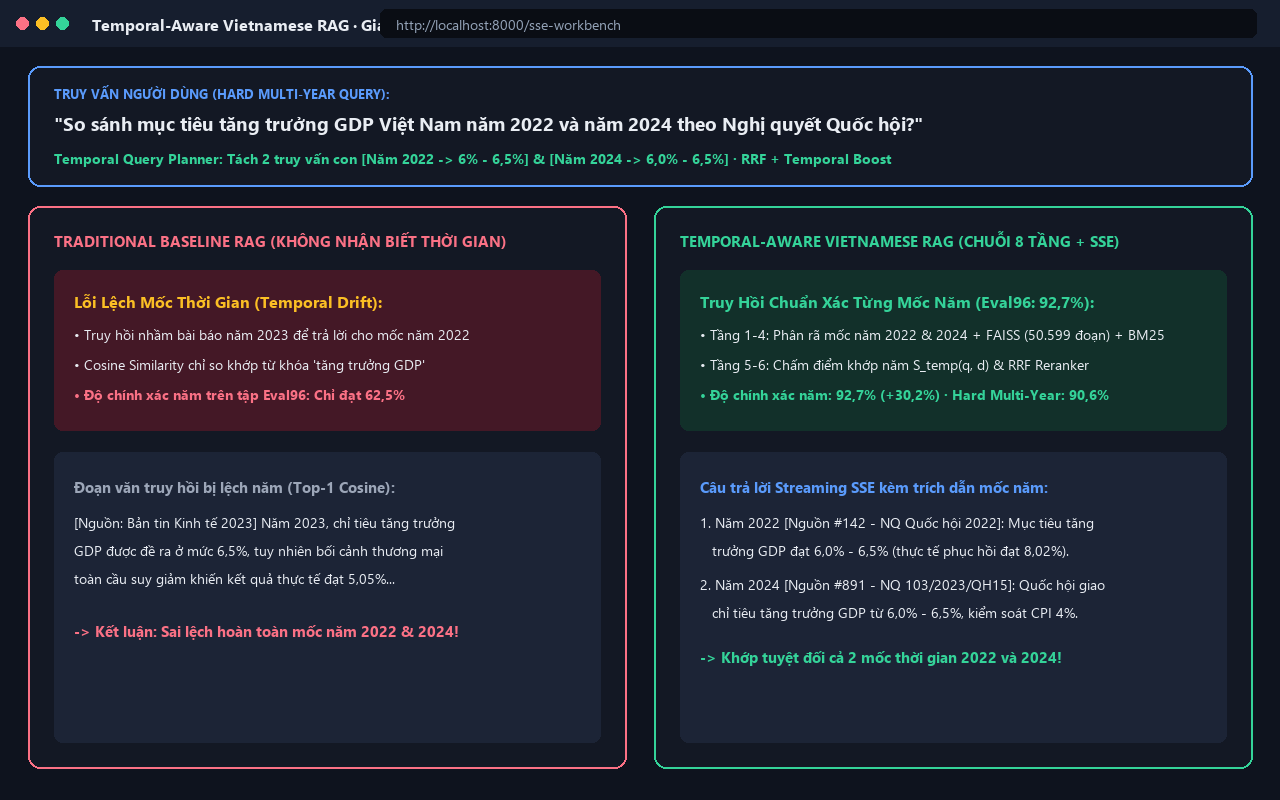 Temporal-Aware Vietnamese RAG · Gia
http://localhost:8000/sse-workbench
TRUY VẤN NGƯỜI DÙNG (HARD MULTI-YEAR QUERY):
"So sánh mục tiêu tăng trưởng GDP Việt Nam năm 2022 và năm 2024 theo Nghị quyết Quốc hội?"
Temporal Query Planner: Tách 2 truy vấn con [Năm 2022 -> 6% - 6,5%] & [Năm 2024 -> 6,0% - 6,5%] · RRF + Temporal Boost
TRADITIONAL BASELINE RAG (KHÔNG NHẬN BIẾT THỜI GIAN)
Lỗi Lệch Mốc Thời Gian (Temporal Drift):
• Truy hồi nhầm bài báo năm 2023 để trả lời cho mốc năm 2022
• Cosine Similarity chỉ so khớp từ khóa 'tăng trưởng GDP'
• Độ chính xác năm trên tập Eval96: Chỉ đạt 62,5%
Đoạn văn truy hồi bị lệch năm (Top-1 Cosine):
[Nguồn: Bản tin Kinh tế 2023] Năm 2023, chỉ tiêu tăng trưởng
GDP được đề ra ở mức 6,5%, tuy nhiên bối cảnh thương mại
toàn cầu suy giảm khiến kết quả thực tế đạt 5,05%...
-> Kết luận: Sai lệch hoàn toàn mốc năm 2022 & 2024!
TEMPORAL-AWARE VIETNAMESE RAG (CHUỖI 8 TẦNG + SSE)
Truy Hồi Chuẩn Xác Từng Mốc Năm (Eval96: 92,7%):
• Tầng 1-4: Phân rã mốc năm 2022 & 2024 + FAISS (50.599 đoạn) + BM25
• Tầng 5-6: Chấm điểm khớp năm S_temp(q, d) & RRF Reranker
• Độ chính xác năm: 92,7% (+30,2%) · Hard Multi-Year: 90,6%
Câu trả lời Streaming SSE kèm trích dẫn mốc năm:
1. Năm 2022 [Nguồn #142 - NQ Quốc hội 2022]: Mục tiêu tăng
trưởng GDP đạt 6,0% - 6,5% (thực tế phục hồi đạt 8,02%).
2. Năm 2024 [Nguồn #891 - NQ 103/2023/QH15]: Quốc hội giao
chỉ tiêu tăng trưởng GDP từ 6,0% - 6,5%, kiểm soát CPI 4%.
-> Khớp tuyệt đối cả 2 mốc thời gian 2022 và 2024!